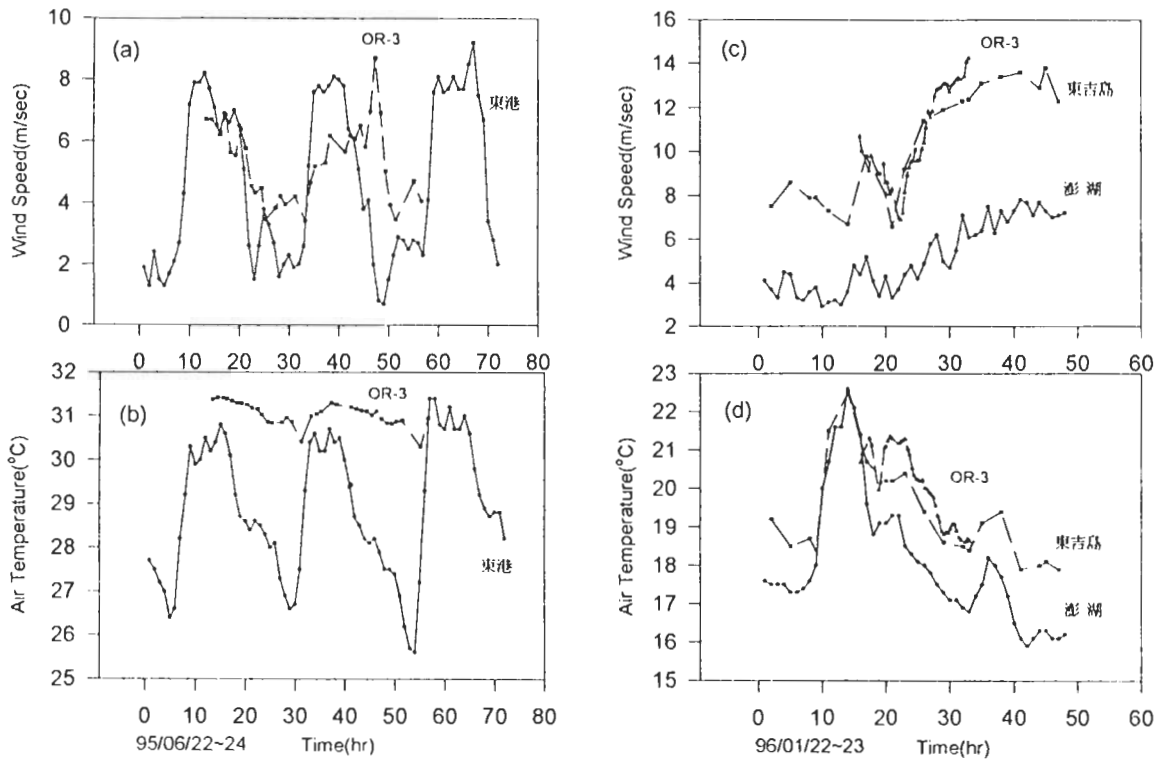 (a)
OR-3
東港
Wind Speed(m/sec)
10
8
6
4
2
0
0 10 20 30 40 50 60 70 80
(b)
OR-3
東港
Air Temperature(°C)
32
31
30
29
28
27
26
25
0 10 20 30 40 50 60 70 80
95/06/22~24 Time(hr)
(c)
OR-3
東吉島
澎湖
Wind Speed(m/sec)
16
14
12
10
8
6
4
2
0 10 20 30 40 50 60
(d)
OR-3
東吉島
澎湖
Air Temperature(°C)
23
22
21
20
19
18
17
16
15
0 10 20 30 40 50 60
96/01/22~23 Time(hr)